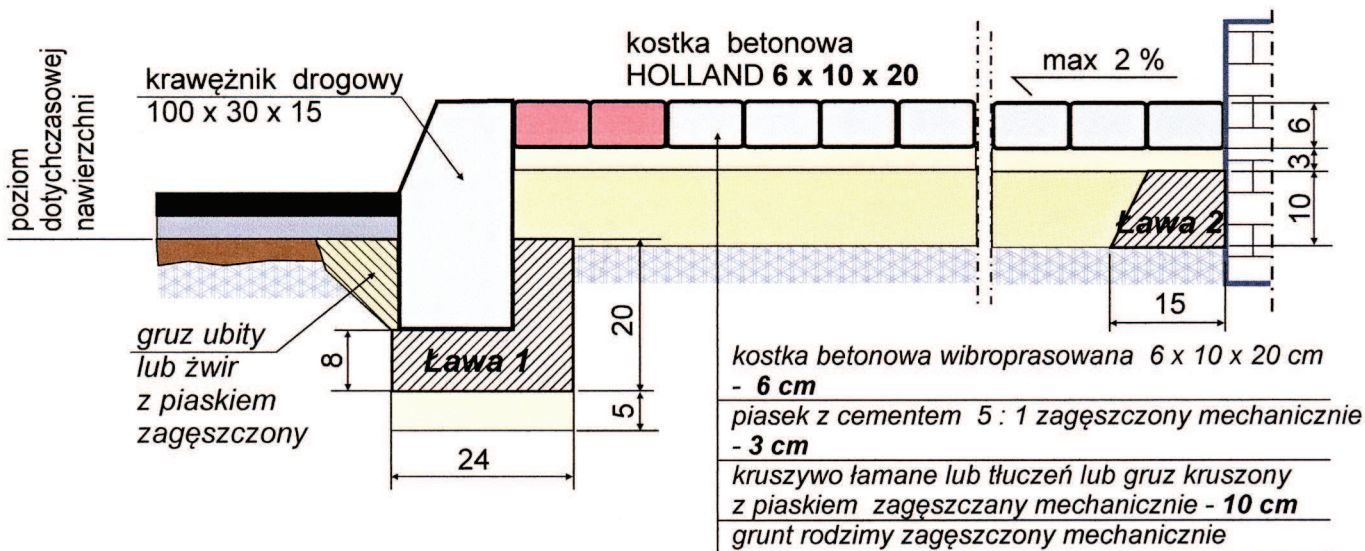 poziom
dotychczasowej
nawierzchni
krawężnik drogowy
100 x 30 x 15
kostka betonowa
HOLLAND 6 x 10 x 20
max 2 %
6
3
10
Ława 2
15
gruz ubity
lub żwir
z piaskiem
zagęszczony
8
Ława 1
20
5
24
kostka betonowa wibroprasowana 6 x 10 x 20 cm
- 6 cm
piasek z cementem 5 : 1 zagęszczony mechanicznie
- 3 cm
kruszywo łamane lub tłuczeń lub gruz kruszony
z piaskiem zagęszczany mechanicznie - 10 cm
grunt rodzimy zagęszczony mechanicznie